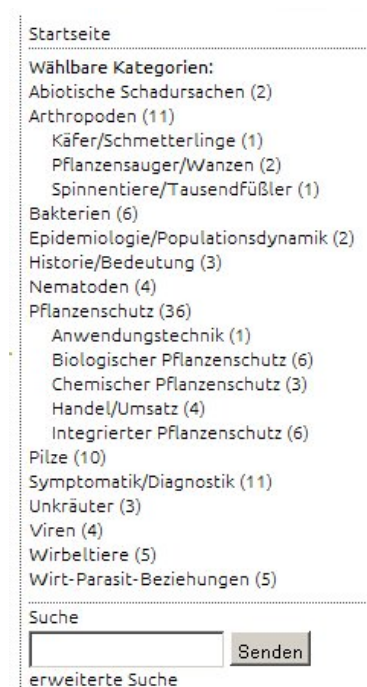 Startseite
Wählbare Kategorien:
Abiotische Schadursachen (2)
Arthropoden (11)
Käfer/Schmetterlinge (1)
Pflanzensauger/Wanzen (2)
Spinnentiere/Tausendfüßler (1)
Bakterien (6)
Epidemiologie/Populationsdynamik (2)
Historie/Bedeutung (3)
Nematoden (4)
Pflanzenschutz (36)
Anwendungstechnik (1)
Biologischer Pflanzenschutz (6)
Chemischer Pflanzenschutz (3)
Handel/Umsatz (4)
Integrierter Pflanzenschutz (6)
Pilze (10)
Symptomatik/Diagnostik (11)
Unkräuter (3)
Viren (4)
Wirbeltiere (5)
Wirt-Parasit-Beziehungen (5)
Suche
Senden
erweiterte Suche